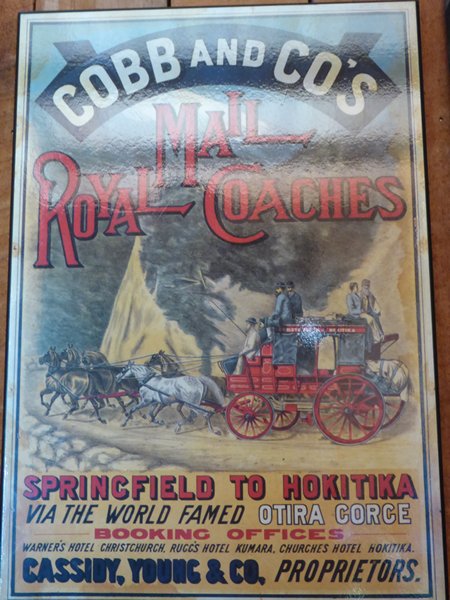 COBB AND CO'S
MAIL
ROYAL COACHES
SPRINGFIELD TO HOKITIKA
VIA THE WORLD FAMED OTIRA GORGE
BOOKING OFFICES
WARNER'S HOTEL CHRISTCHURCH, RUGG'S HOTEL KUMARA, CHURCHES HOTEL HOKITIKA.
CASSIDY, YOUNG & CO, PROPRIETORS.